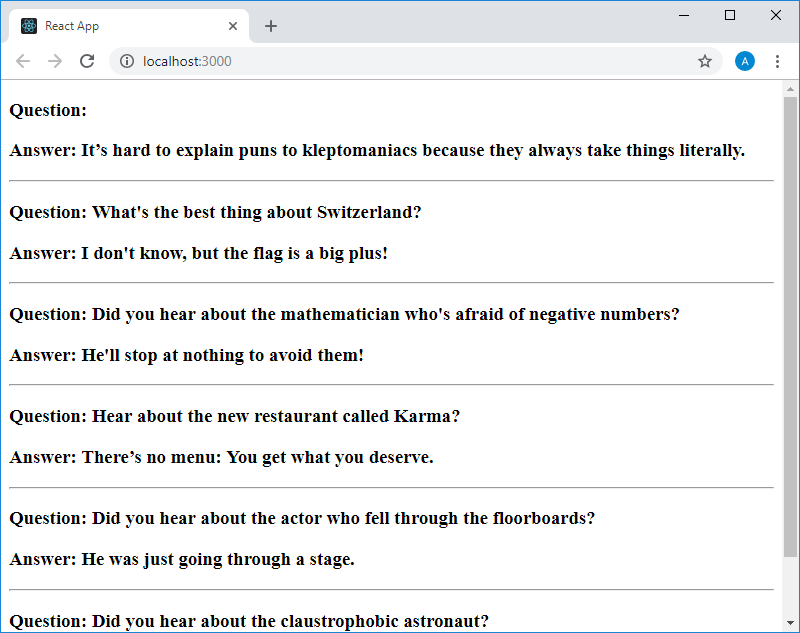 React App
localhost:3000
A
Question:
Answer: It’s hard to explain puns to kleptomaniacs because they always take things literally.
Question: What's the best thing about Switzerland?
Answer: I don't know, but the flag is a big plus!
Question: Did you hear about the mathematician who's afraid of negative numbers?
Answer: He'll stop at nothing to avoid them!
Question: Hear about the new restaurant called Karma?
Answer: There’s no menu: You get what you deserve.
Question: Did you hear about the actor who fell through the floorboards?
Answer: He was just going through a stage.
Question: Did you hear about the claustrophobic astronaut?